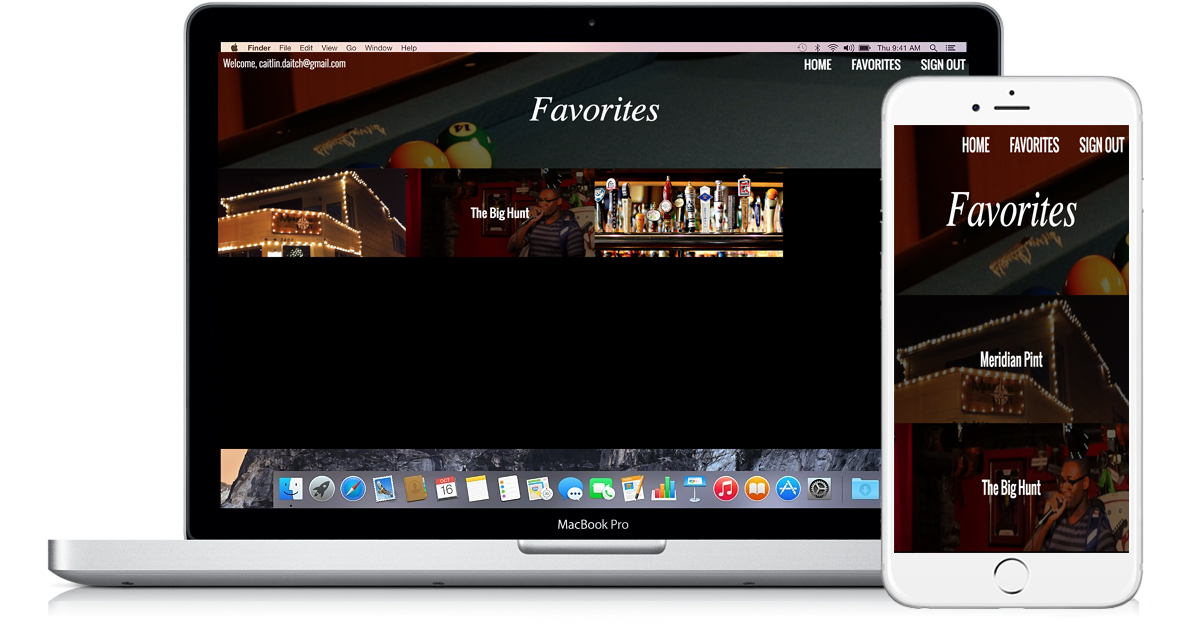 Finder File Edit View Go Window Help Thu 9:41 AM
Welcome, caitlin.daitch@gmail.com HOME FAVORITES SIGN OUT
Favorites
The Big Hunt
OCT
16
MacBook Pro
HOME FAVORITES SIGN OUT
Favorites
Meridian Pint
The Big Hunt